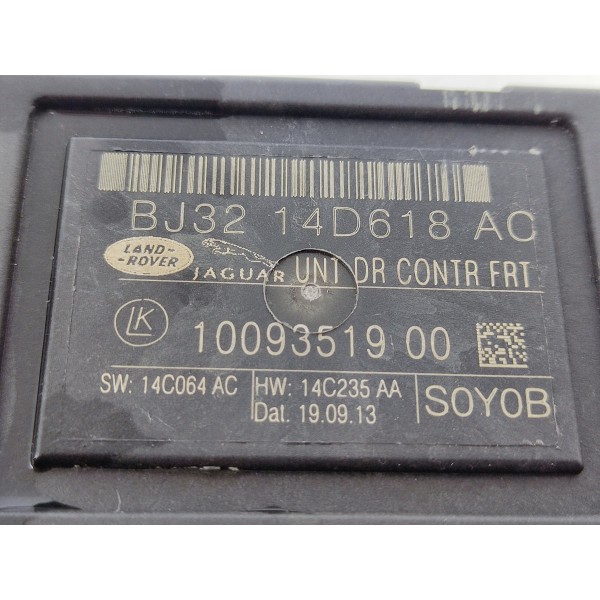 BJ32 14D618 AC
LAND-
-ROVER
JAGUAR UNI DR CONTR FRT
LK 10093519 00
SW: 14C064 AC HW: 14C235 AA
Dat. 19.09.13
S0Y0B